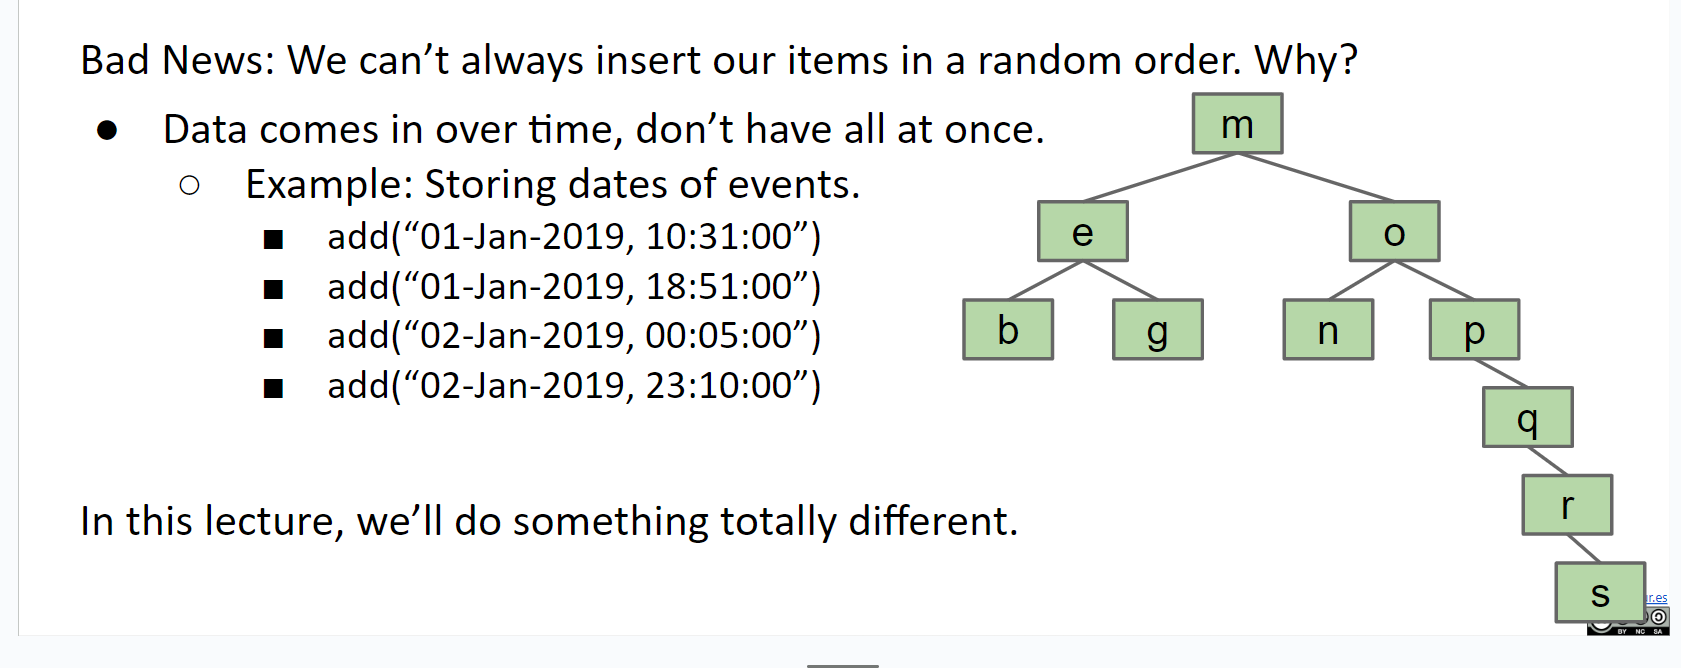 Bad News: We can’t always insert our items in a random order. Why?
● Data comes in over time, don’t have all at once.
○ Example: Storing dates of events.
■ add(“01-Jan-2019, 10:31:00”)
■ add(“01-Jan-2019, 18:51:00”)
■ add(“02-Jan-2019, 00:05:00”)
■ add(“02-Jan-2019, 23:10:00”)
In this lecture, we’ll do something totally different.
m
e o
b g n p
q
r
s
r.es
BY NC SA